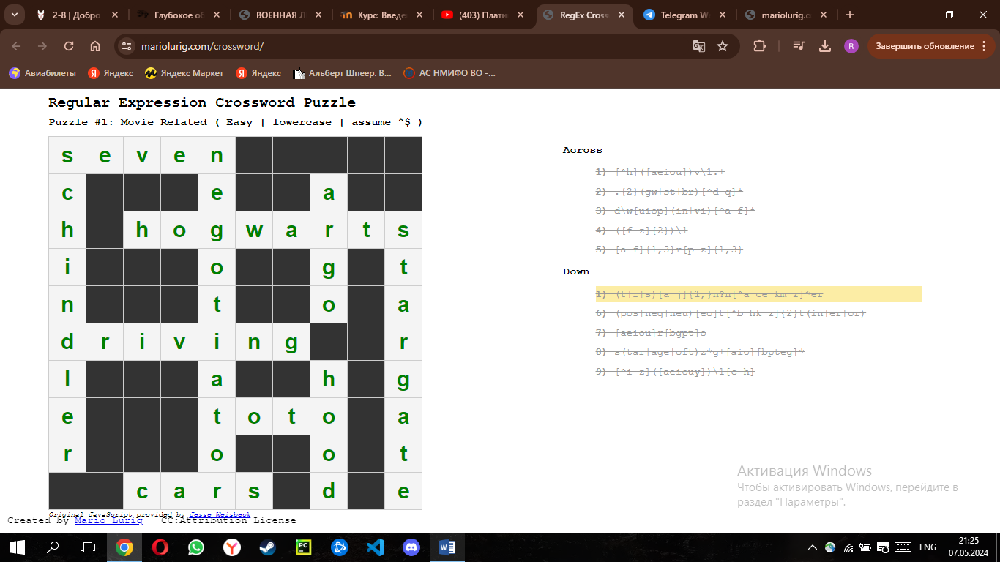 2-8 | Добро
Глубокое об
ВОЕННАЯ Л
Курс: Введе
(403) Плати
RegEx Cross
Telegram W
mariolurig.c
mariolurig.com/crossword/
R
Завершить обновление
Авиабилеты
Яндекс
Яндекс Маркет
Яндекс
Альберт Шпеер. В...
АС НМИФО ВО -...
Regular Expression Crossword Puzzle
Puzzle #1: Movie Related ( Easy | lowercase | assume ^$ )
s e v e n
c e a
h h o g w a r t s
i o g t
n t o a
d r i v i n g r
l a h g
e t o t o a
r o o t
c a r s d e
Original JavaScript provided by Jesse Weisbeck
Created by Mario Lurig — CC:Attribution License
Across
1) [^h]([aeiou])v\1.+
2) .{2}(gw|st|br)[^d-q]*
3) d\w[uiop](in|vi)[^a-f]*
4) ([f-z]{2})\1
5) [a-f]{1,3}r[p-z]{1,3}
Down
1) (t|r|s)[a-j]{1,}n?n[^a-ce-km-z]*er
6) (pos|neg|neu)[eo]t[^b-hk-z]{2}t(in|er|or)
7) [aeiou]r[bgpt]o
8) s(tar|age|oft)z*g+[aio][bpteg]*
9) [^i-z]([aeiouy])\1[c-h]
Активация Windows
Чтобы активировать Windows, перейдите в
раздел "Параметры".
PC
ENG
21:25
07.05.2024